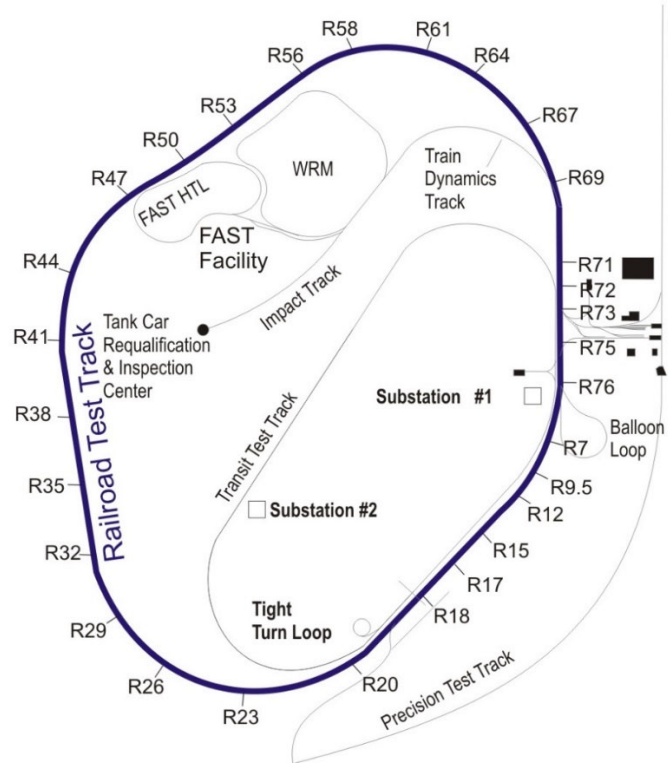 R58
R61
R56
R64
R53
R67
R50
WRM
Train
Dynamics
Track
R47
R69
FAST HTL
FAST
Facility
R44
R71
R72
Impact Track
R73
Tank Car
Requalification
& Inspection
Center
R41
R75
R76
Substation #1
R38
Railroad Test Track
Transit Test Track
Balloon
Loop
R7
R9.5
R35
Substation #2
R12
R15
R32
R17
R18
Tight
Turn Loop
R29
R26
R20
R23
Precision Test Track